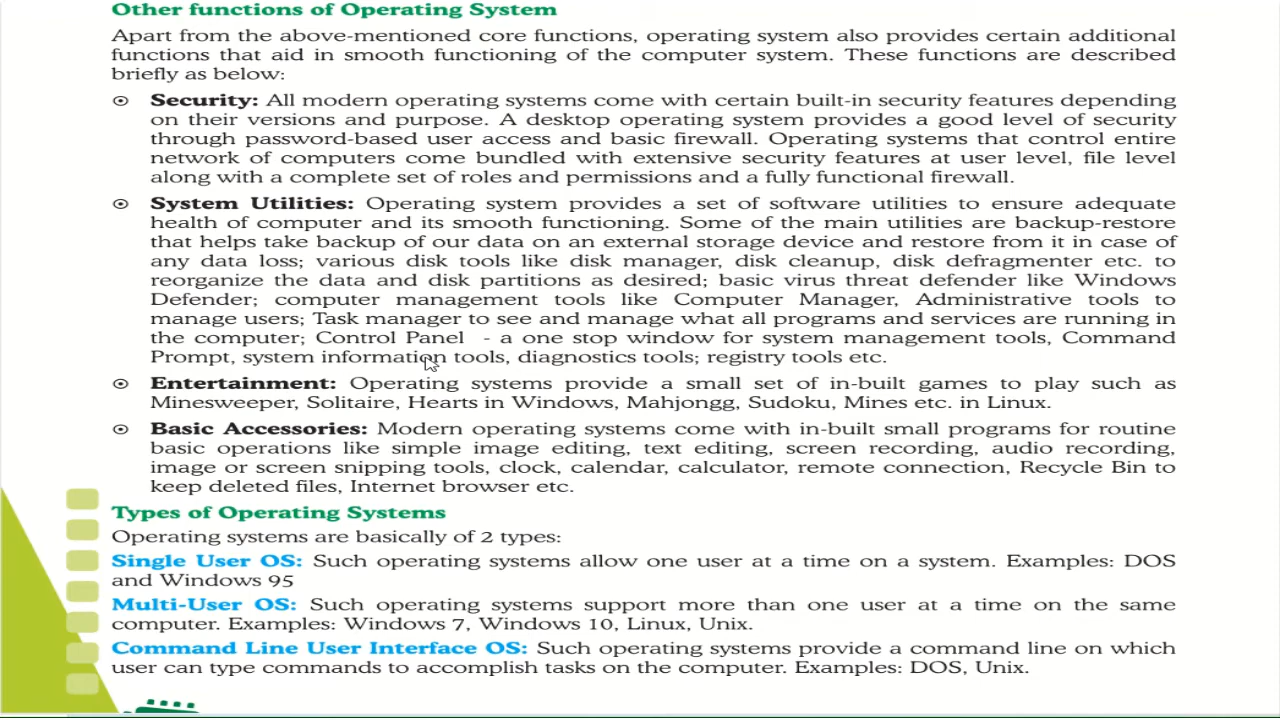 Other functions of Operating System
Apart from the above-mentioned core functions, operating system also provides certain additional
functions that aid in smooth functioning of the computer system. These functions are described
briefly as below:
Security: All modern operating systems come with certain built-in security features depending
on their versions and purpose. A desktop operating system provides a good level of security
through password-based user access and basic firewall. Operating systems that control entire
network of computers come bundled with extensive security features at user level, file level
along with a complete set of roles and permissions and a fully functional firewall.
System Utilities: Operating system provides a set of software utilities to ensure adequate
health of computer and its smooth functioning. Some of the main utilities are backup-restore
that helps take backup of our data on an external storage device and restore from it in case of
any data loss; various disk tools like disk manager, disk cleanup, disk defragmenter etc. to
reorganize the data and disk partitions as desired; basic virus threat defender like Windows
Defender; computer management tools like Computer Manager, Administrative tools to
manage users; Task manager to see and manage what all programs and services are running in
the computer; Control Panel - a one stop window for system management tools, Command
Prompt, system information tools, diagnostics tools; registry tools etc.
Entertainment: Operating systems provide a small set of in-built games to play such as
Minesweeper, Solitaire, Hearts in Windows, Mahjongg, Sudoku, Mines etc. in Linux.
Basic Accessories: Modern operating systems come with in-built small programs for routine
basic operations like simple image editing, text editing, screen recording, audio recording,
image or screen snipping tools, clock, calendar, calculator, remote connection, Recycle Bin to
keep deleted files, Internet browser etc.
Types of Operating Systems
Operating systems are basically of 2 types:
Single User OS: Such operating systems allow one user at a time on a system. Examples: DOS
and Windows 95
Multi-User OS: Such operating systems support more than one user at a time on the same
computer. Examples: Windows 7, Windows 10, Linux, Unix.
Command Line User Interface OS: Such operating systems provide a command line on which
user can type commands to accomplish tasks on the computer. Examples: DOS, Unix.